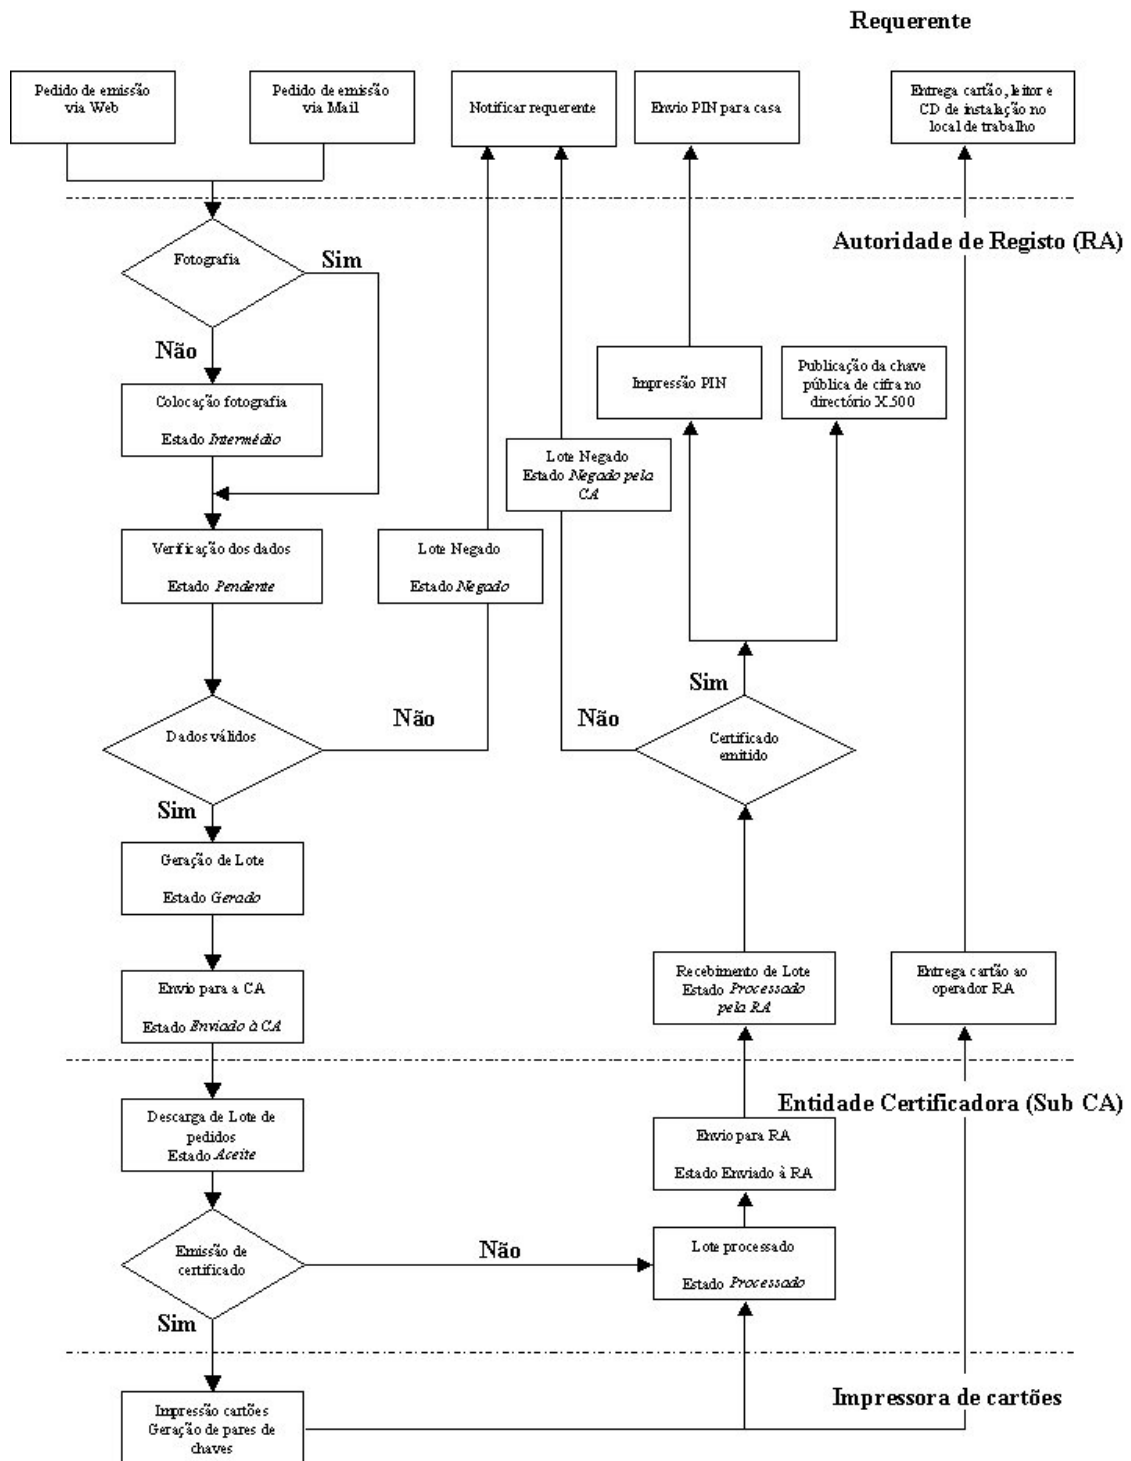 Requerente
Pedido de emissão
via Web
Pedido de emissão
via Mail
Notificar requerente
Envio PIN para casa
Entrega cartão, leitor e
CD de instalação no
local de trabalho
Autoridade de Registo (RA)
Fotografia
Sim
Não
Colocação fotografia
Estado Intermédio
Impressão PIN
Publicação da chave
pública de cifra no
directório X.500
Lote Negado
Estado Negado pela
CA
Verificação dos dados
Estado Pendente
Lote Negado
Estado Negado
Dados válidos
Não
Sim
Não
Sim
Certificado
emitido
Geração de Lote
Estado Gerado
Envio para a CA
Estado Enviado à CA
Recebimento de Lote
Estado Processado
pela RA
Entrega cartão ao
operador RA
Entidade Certificadora (Sub CA)
Descarga de Lote de
pedidos
Estado Aceite
Envio para RA
Estado Enviado à RA
Emissão de
certificado
Não
Sim
Lote processado
Estado Processado
Impressora de cartões
Impressão cartões
Geração de pares de
chaves